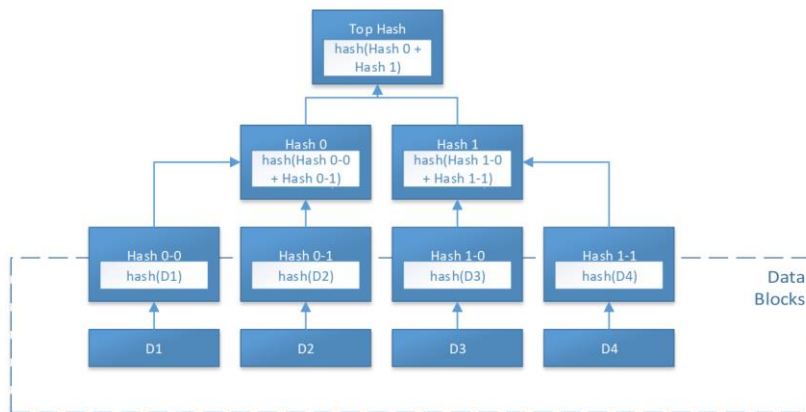 Top Hash
hash(Hash 0 +
Hash 1)
Hash 0
hash(Hash 0-0
+ Hash 0-1)
Hash 1
hash(Hash 1-0
+ Hash 1-1)
Hash 0-0
hash(D1)
Hash 0-1
hash(D2)
Hash 1-0
hash(D3)
Hash 1-1
hash(D4)
Data
Blocks
D1
D2
D3
D4